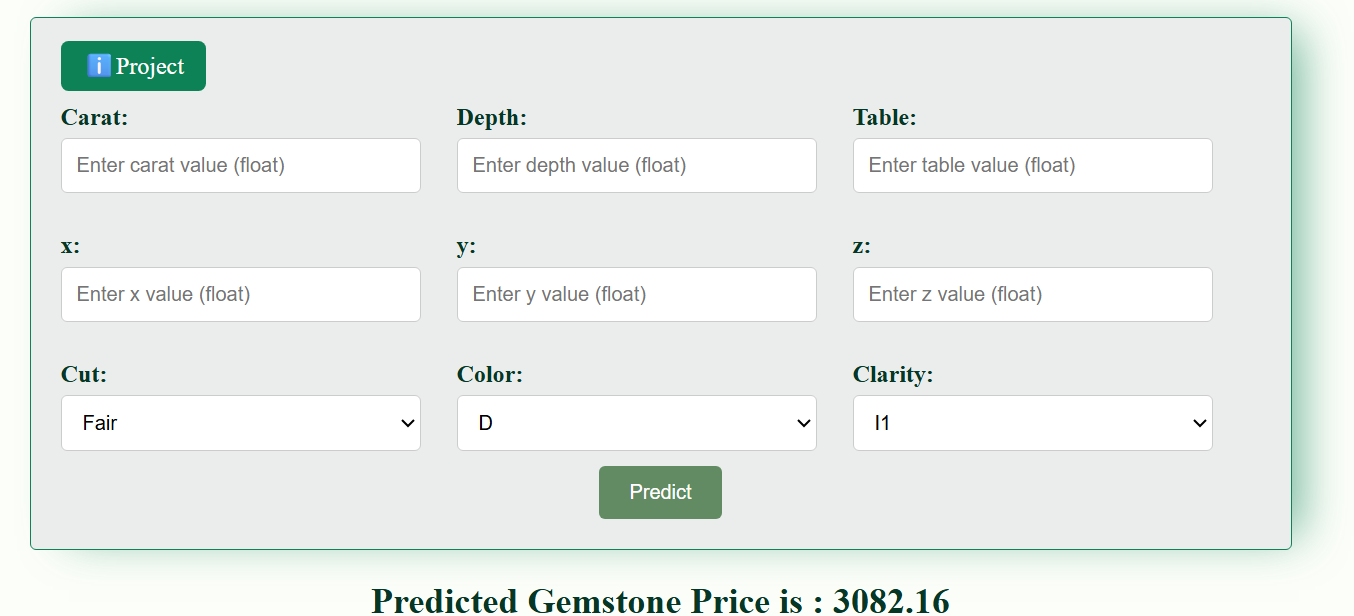 ℹ️ Project
Carat: Depth: Table:
Enter carat value (float) Enter depth value (float) Enter table value (float)
x: y: z:
Enter x value (float) Enter y value (float) Enter z value (float)
Cut: Color: Clarity:
Fair D I1
Predict
Predicted Gemstone Price is : 3082.16